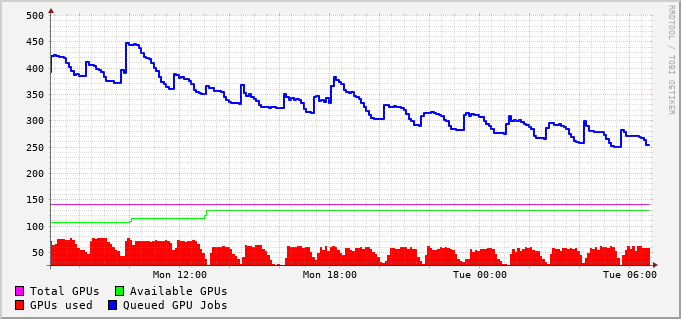 500
450
400
350
300
250
200
150
100
50
Mon 12:00 Mon 18:00 Tue 00:00 Tue 06:00
Total GPUs Available GPUs
GPUs used Queued GPU Jobs
RRDTOOL / TOBI OETIKER